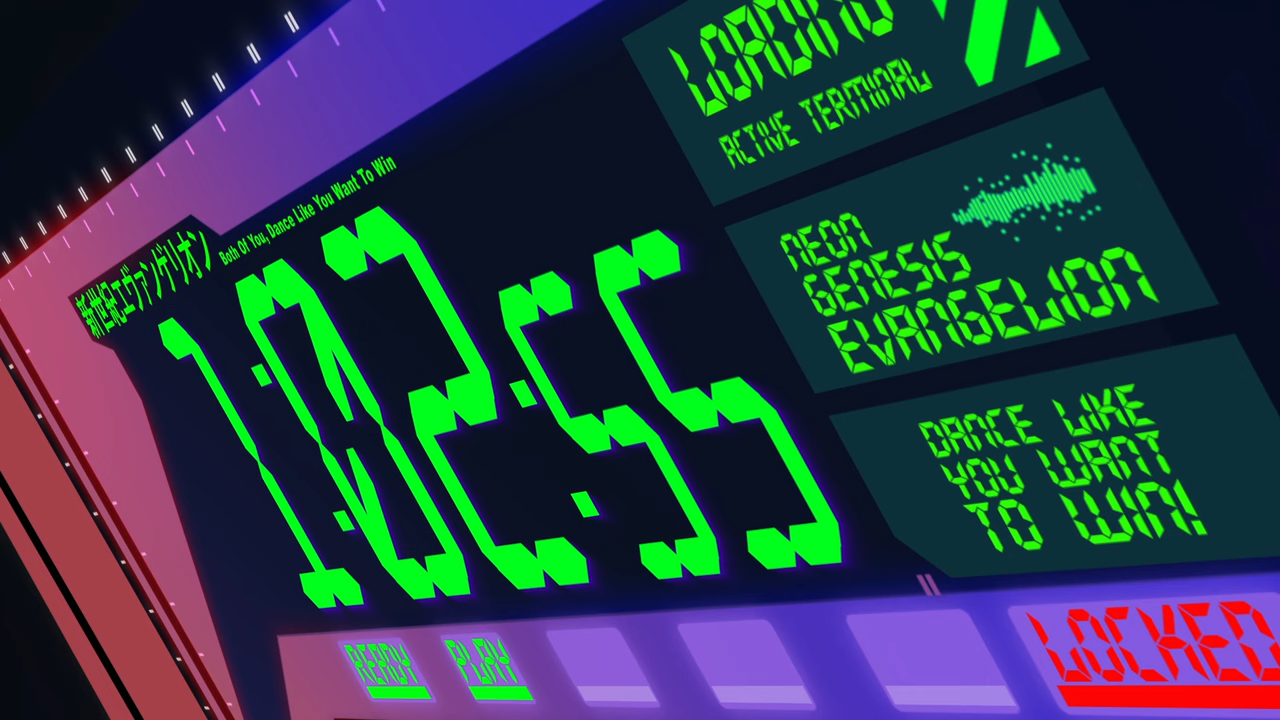 新世紀エヴァンゲリオン
Both Of You, Dance Like You Want To Win
1:02:55
LOADING
ACTIVE TERMINAL
NEON
GENESIS
EVANGELION
DANCE LIKE
YOU WANT
TO WIN!
READY
PLAY
LOCKED